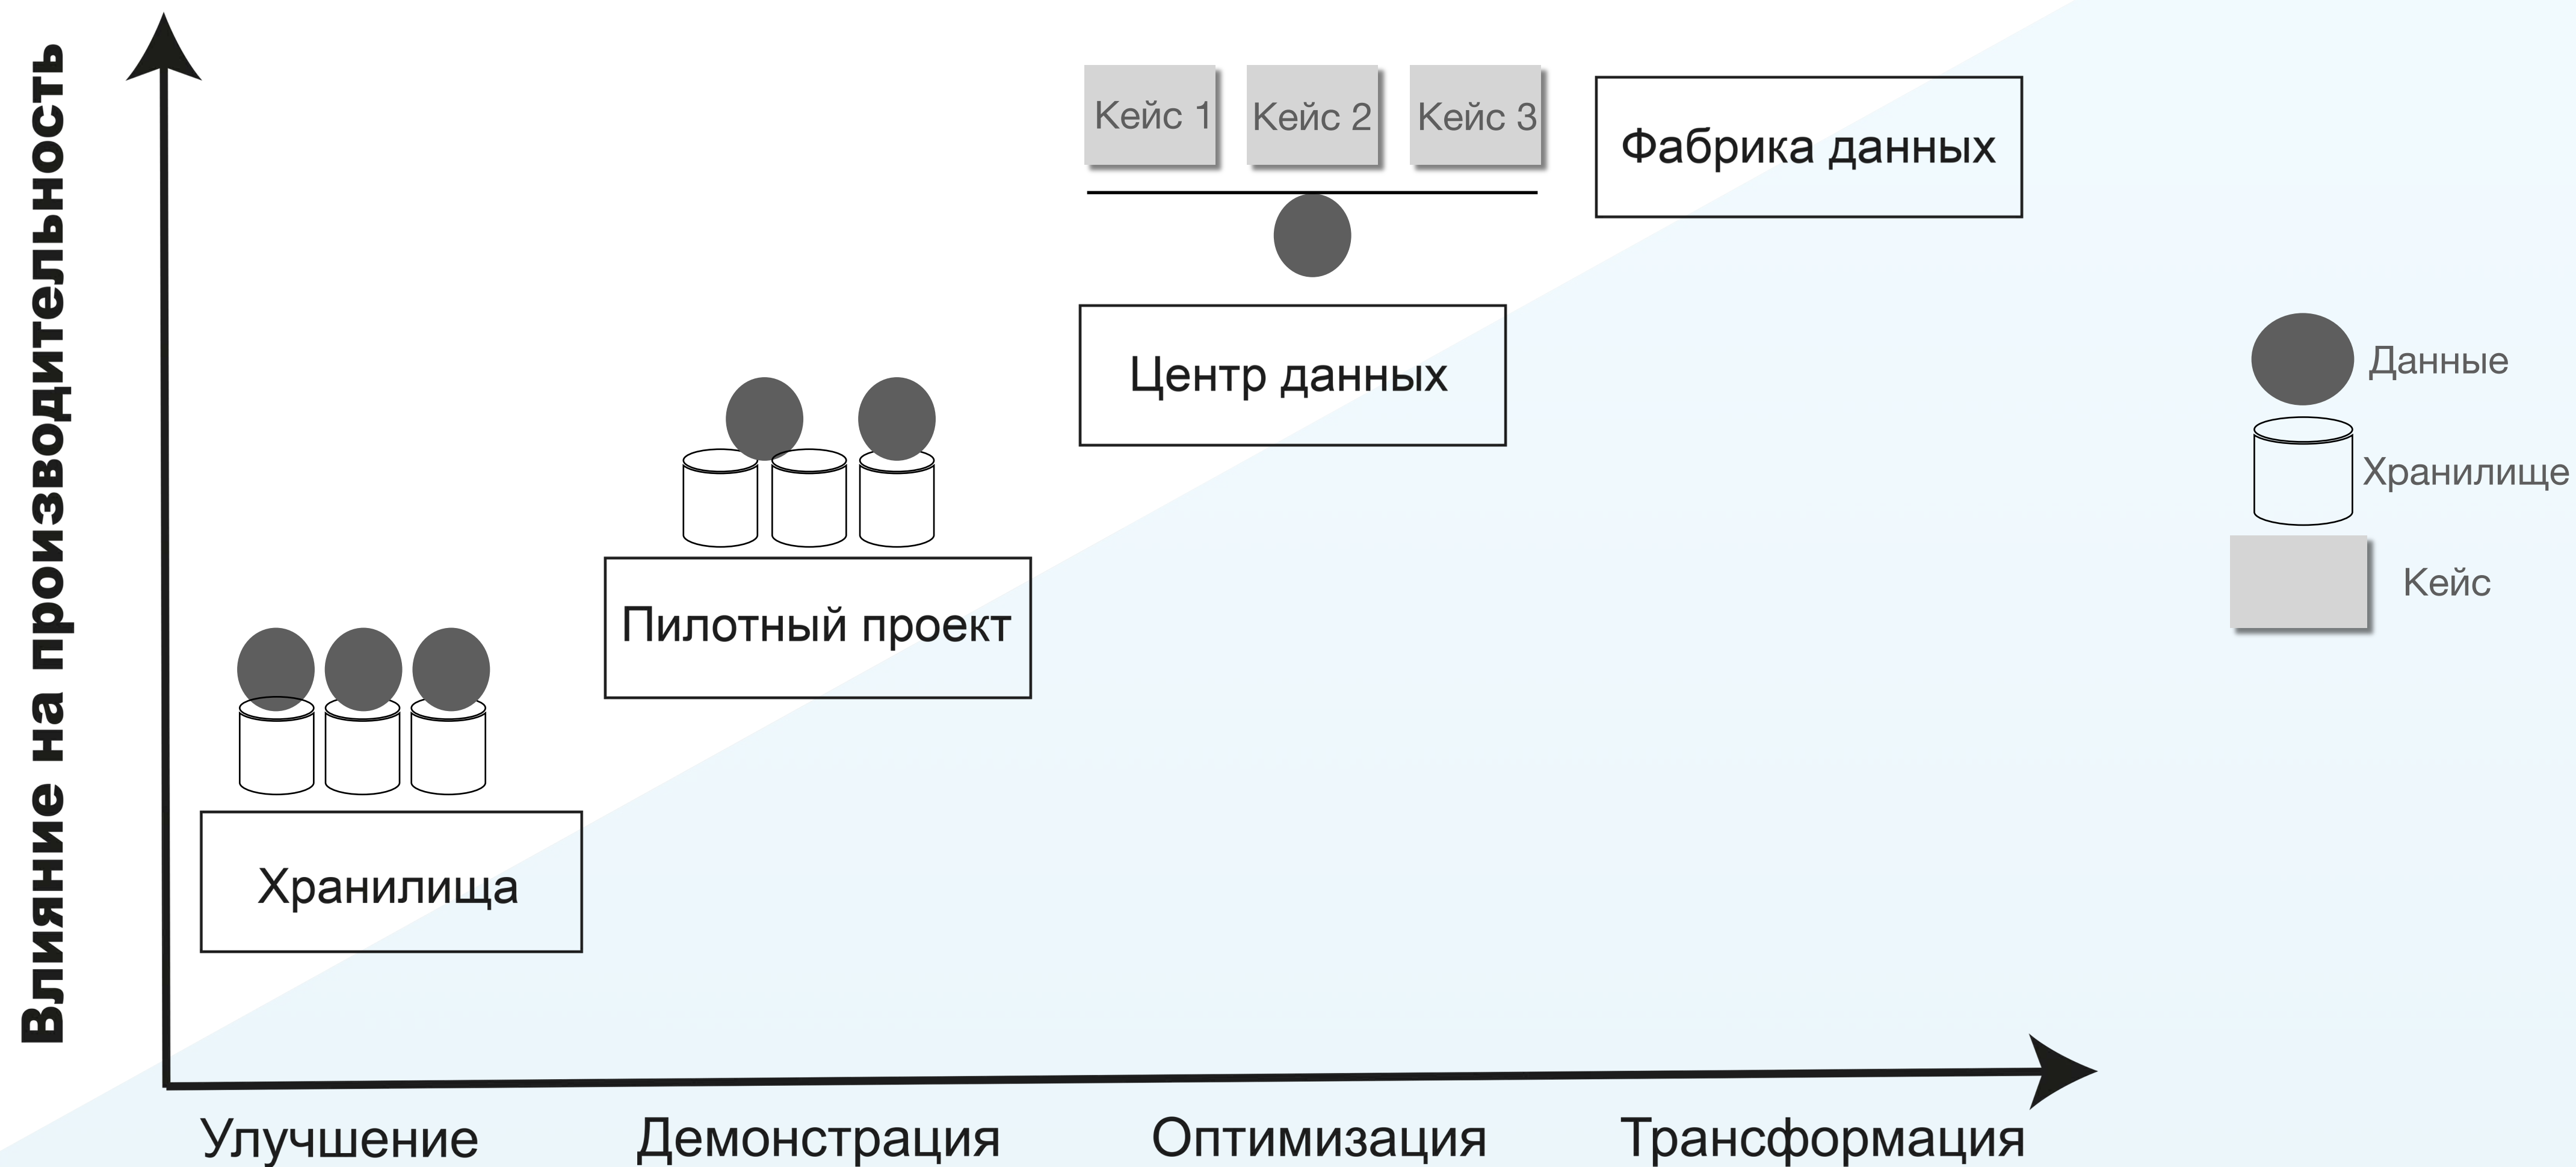 Влияние на производительность
Кейс 1
Кейс 2
Кейс 3
Фабрика данных
Центр данных
Пилотный проект
Хранилища
Данные
Хранилище
Кейс
Улучшение
Демонстрация
Оптимизация
Трансформация